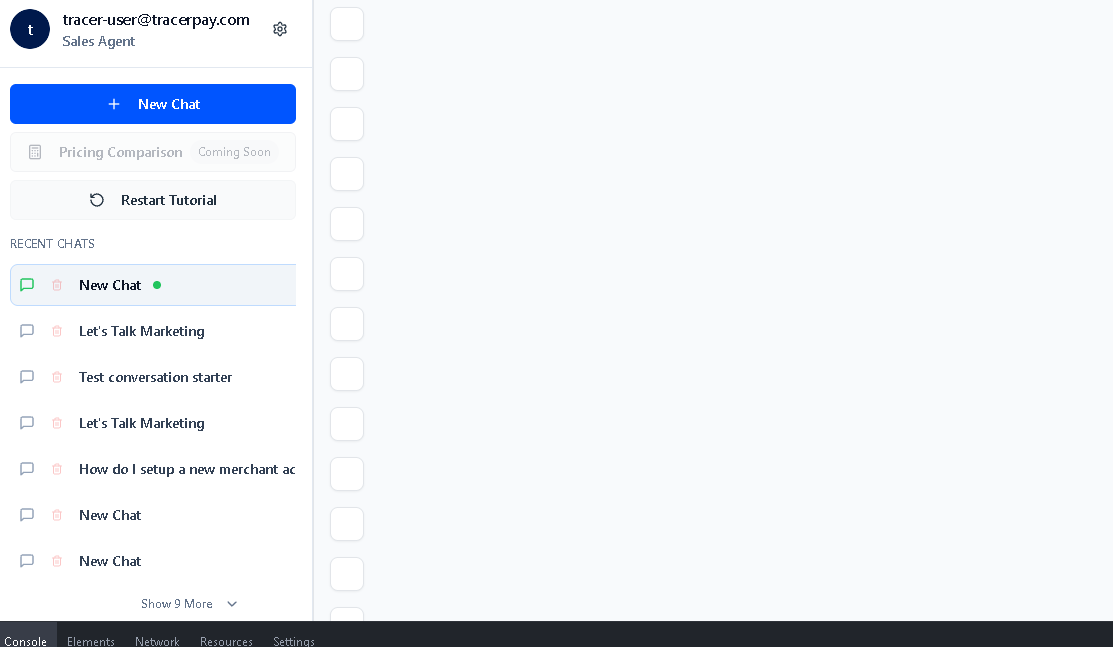 t
tracer-user@tracerpay.com
Sales Agent
New Chat
Pricing Comparison Coming Soon
Restart Tutorial
RECENT CHATS
New Chat
Let's Talk Marketing
Test conversation starter
Let's Talk Marketing
How do I setup a new merchant ac
New Chat
New Chat
Show 9 More
Console Elements Network Resources Settings